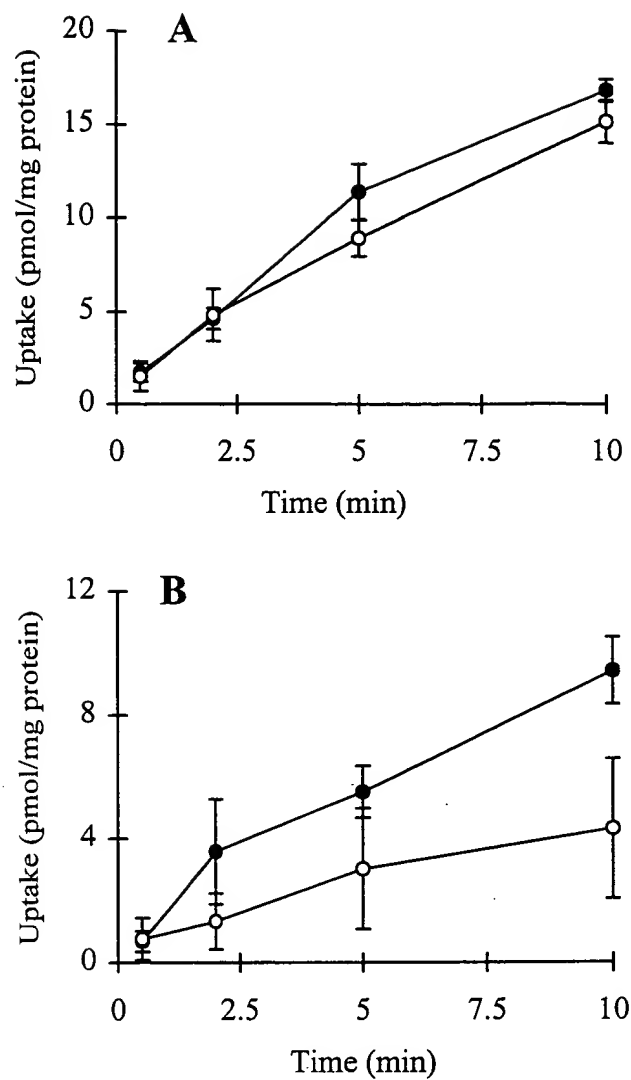 A
20
15
10
5
0
Uptake (pmol/mg protein)
0 2.5 5 7.5 10
Time (min)
B
12
8
4
0
Uptake (pmol/mg protein)
0 2.5 5 7.5 10
Time (min)